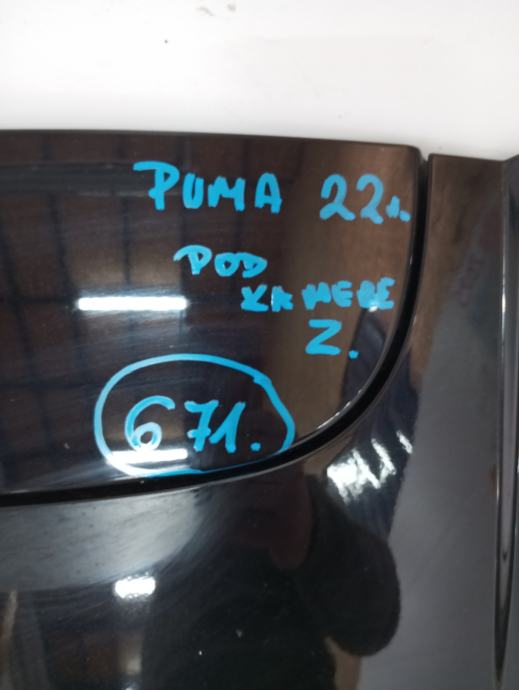 PUMA 22r.
POD
KAMERE
Z.
671.